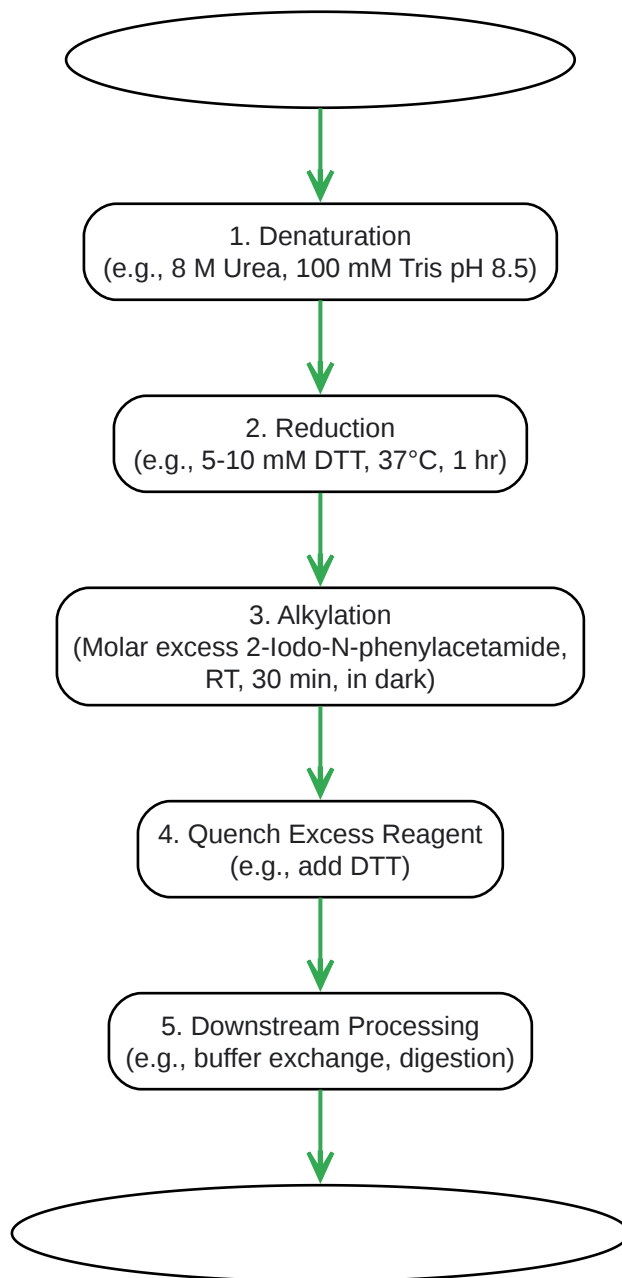 1. Denaturation
(e.g., 8 M Urea, 100 mM Tris pH 8.5)
2. Reduction
(e.g., 5-10 mM DTT, 37°C, 1 hr)
3. Alkylation
(Molar excess 2-Iodo-N-phenylacetamide,
RT, 30 min, in dark)
4. Quench Excess Reagent
(e.g., add DTT)
5. Downstream Processing
(e.g., buffer exchange, digestion)